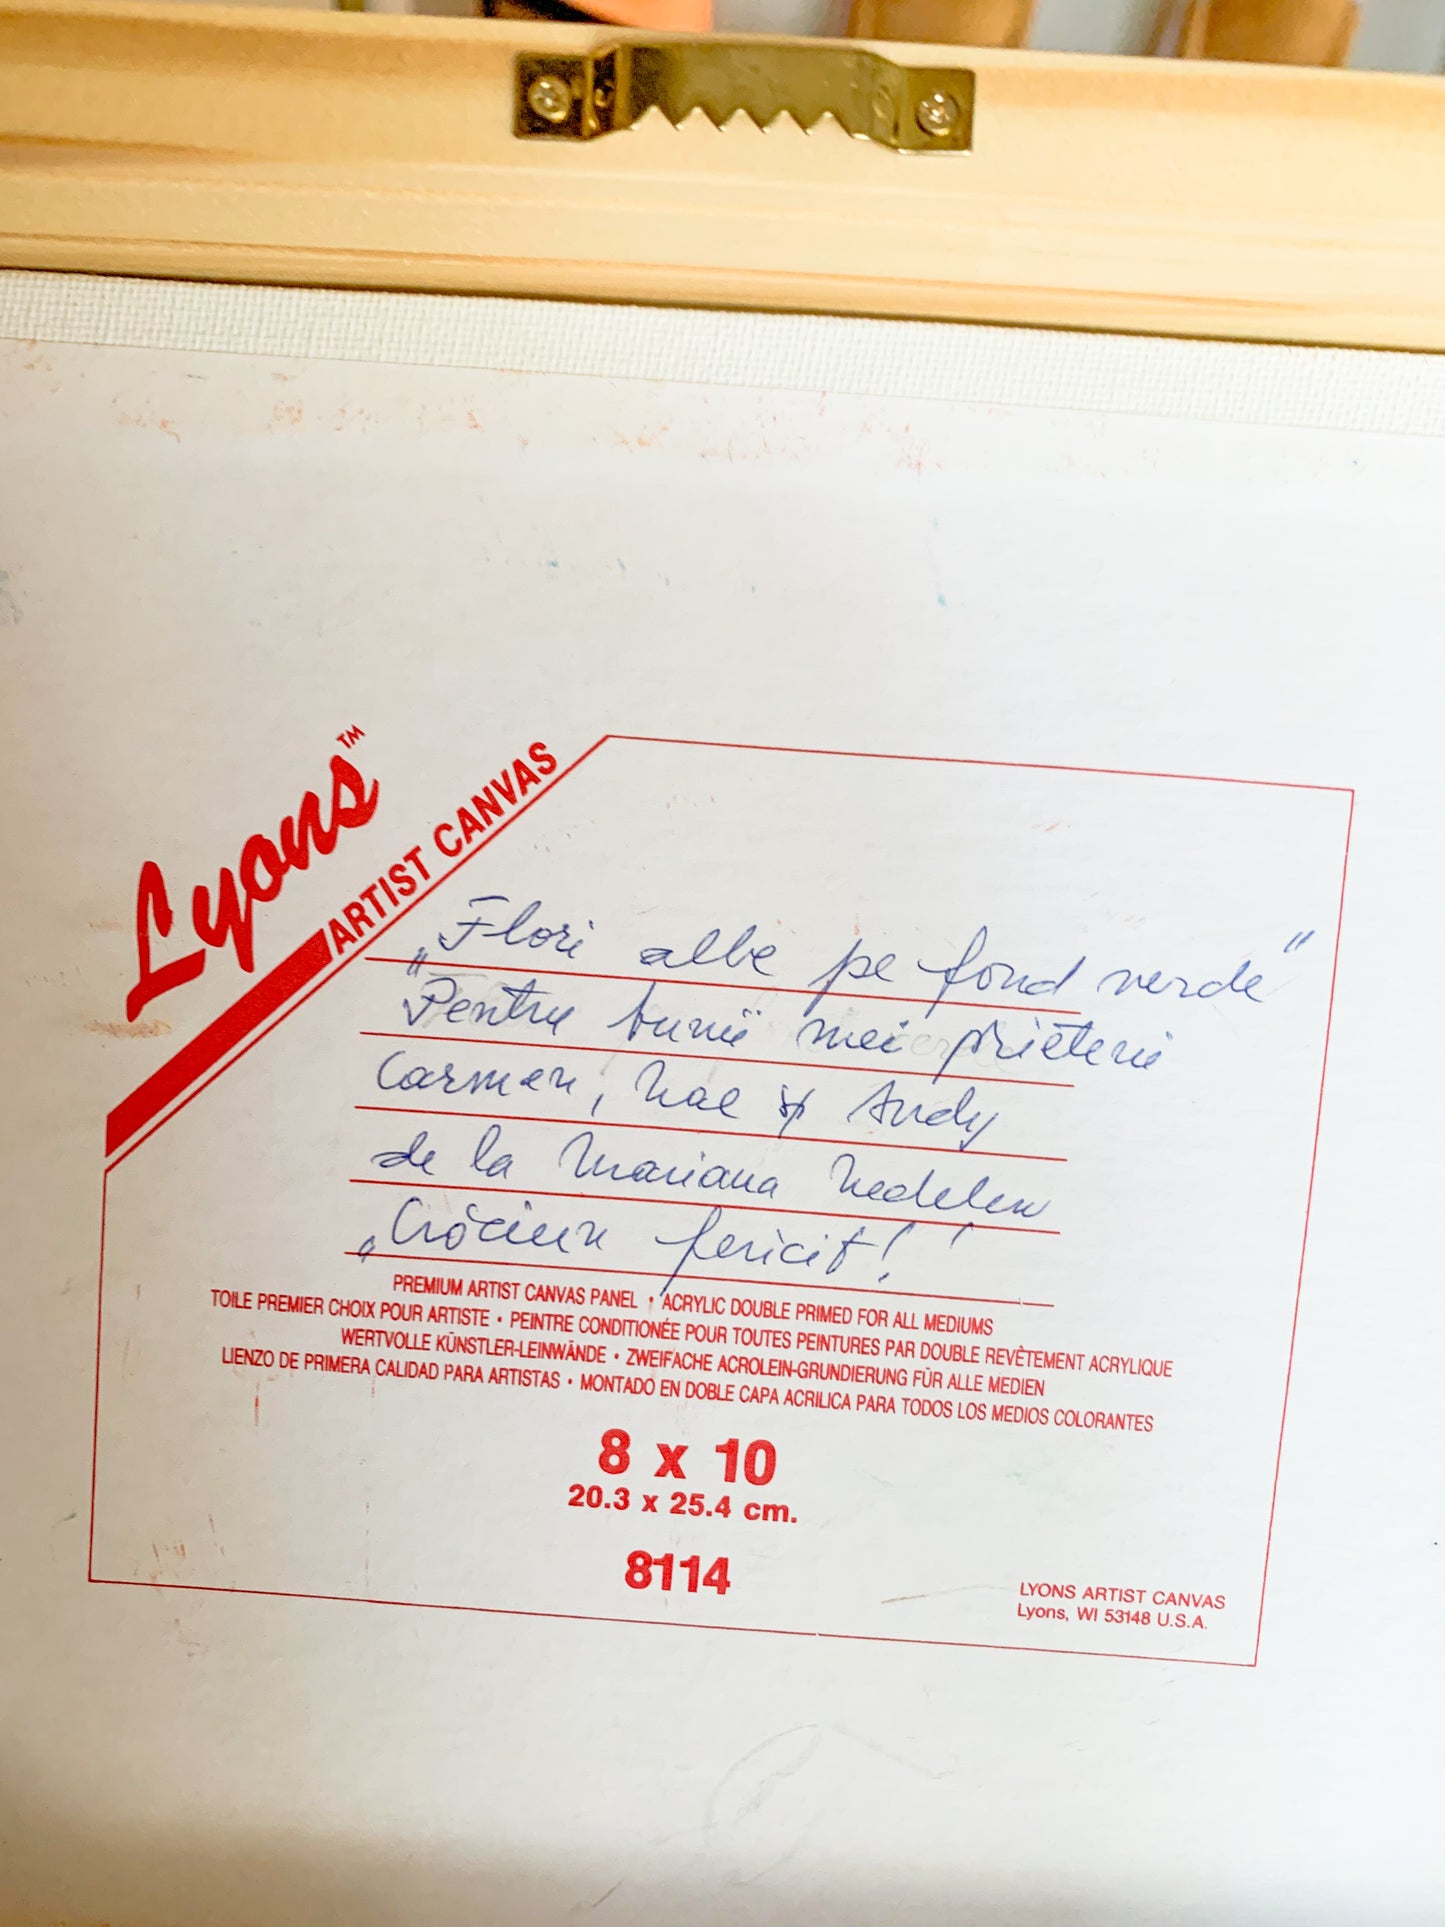 Lyons™
ARTIST CANVAS
„Flori albe pe fond verde"
Pentru bunii mei prieteni
Carmen, Nae și Andy
de la Mariana Nedelcu
„Crăciun fericit!"
PREMIUM ARTIST CANVAS PANEL • ACRYLIC DOUBLE PRIMED FOR ALL MEDIUMS
TOILE PREMIER CHOIX POUR ARTISTE • PEINTRE CONDITIONÉE POUR TOUTES PEINTURES PAR DOUBLE REVÊTEMENT ACRYLIQUE
WERTVOLLE KÜNSTLER-LEINWÄNDE • ZWEIFACHE ACROLEIN-GRUNDIERUNG FÜR ALLE MEDIEN
LIENZO DE PRIMERA CALIDAD PARA ARTISTAS • MONTADO EN DOBLE CAPA ACRILICA PARA TODOS LOS MEDIOS COLORANTES
8 x 10
20.3 x 25.4 cm.
8114
LYONS ARTIST CANVAS
Lyons, WI 53148 U.S.A.